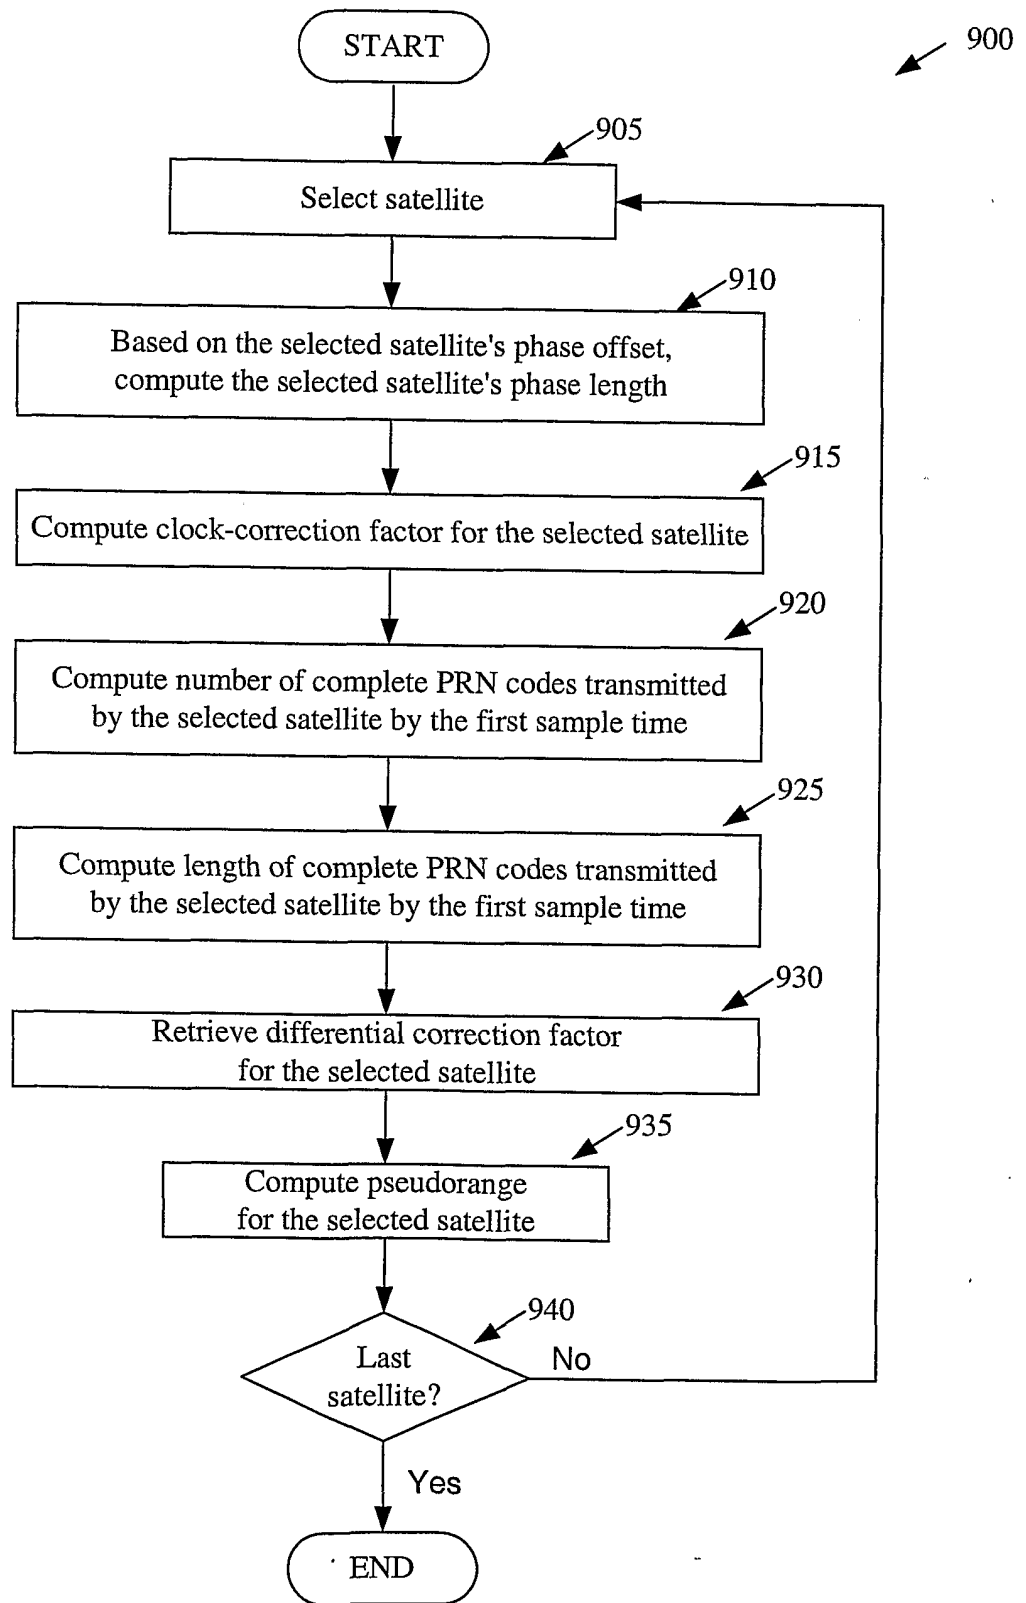 START
900
905
Select satellite
910
Based on the selected satellite's phase offset,
compute the selected satellite's phase length
915
Compute clock-correction factor for the selected satellite
920
Compute number of complete PRN codes transmitted
by the selected satellite by the first sample time
925
Compute length of complete PRN codes transmitted
by the selected satellite by the first sample time
930
Retrieve differential correction factor
for the selected satellite
935
Compute pseudorange
for the selected satellite
940
Last
satellite?
No
Yes
END